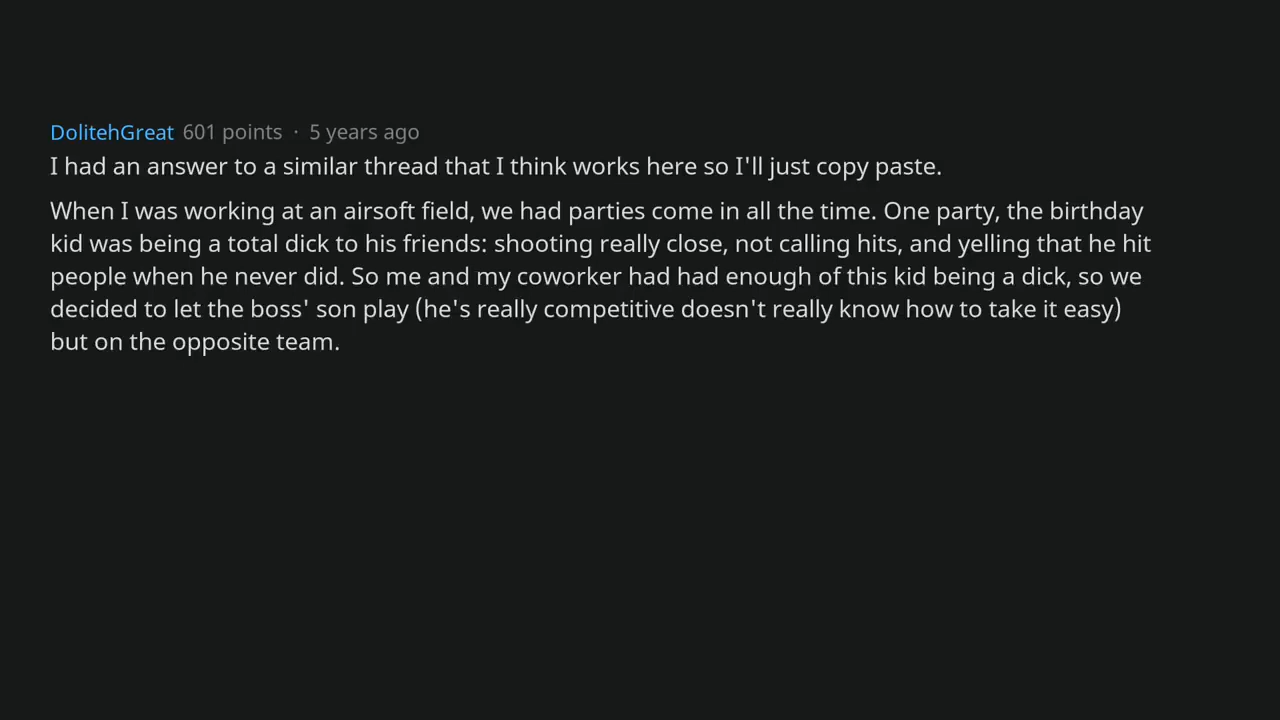 DolitehGreat 601 points · 5 years ago
I had an answer to a similar thread that I think works here so I'll just copy paste.
When I was working at an airsoft field, we had parties come in all the time. One party, the birthday
kid was being a total dick to his friends: shooting really close, not calling hits, and yelling that he hit
people when he never did. So me and my coworker had had enough of this kid being a dick, so we
decided to let the boss' son play (he's really competitive doesn't really know how to take it easy)
but on the opposite team.